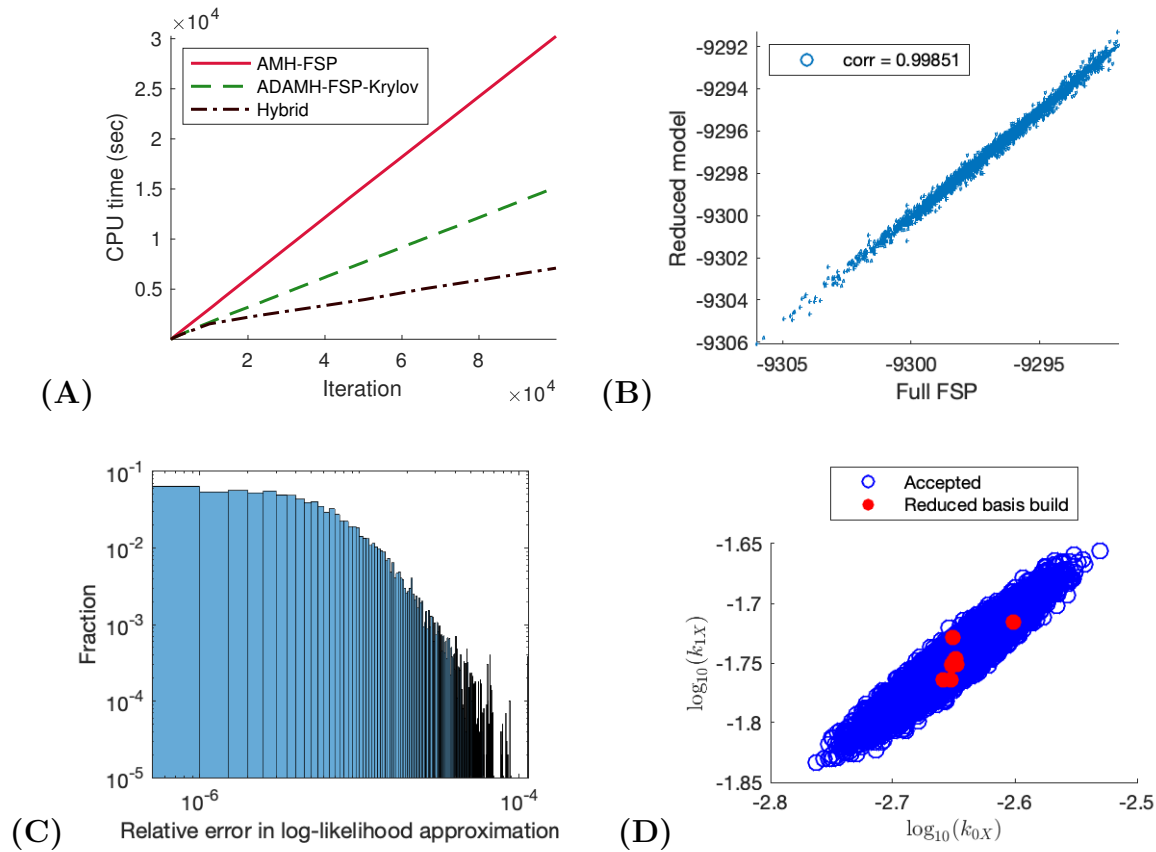 ×10⁴
3
2.5
2
1.5
1
0.5
CPU time (sec)
AMH-FSP
ADAMH-FSP-Krylov
Hybrid
2 4 6 8
Iteration
×10⁴
(A)
-9292
-9294
-9296
-9298
-9300
-9302
-9304
-9306
Reduced model
corr = 0.99851
-9305 -9300 -9295
Full FSP
(B)
10⁻¹
10⁻²
10⁻³
10⁻⁴
10⁻⁵
Fraction
10⁻⁶ 10⁻⁴
Relative error in log-likelihood approximation
(C)
Accepted
Reduced basis build
-1.65
-1.7
-1.75
-1.8
-1.85
log₁₀(k₁X)
-2.8 -2.7 -2.6 -2.5
log₁₀(k₀X)
(D)